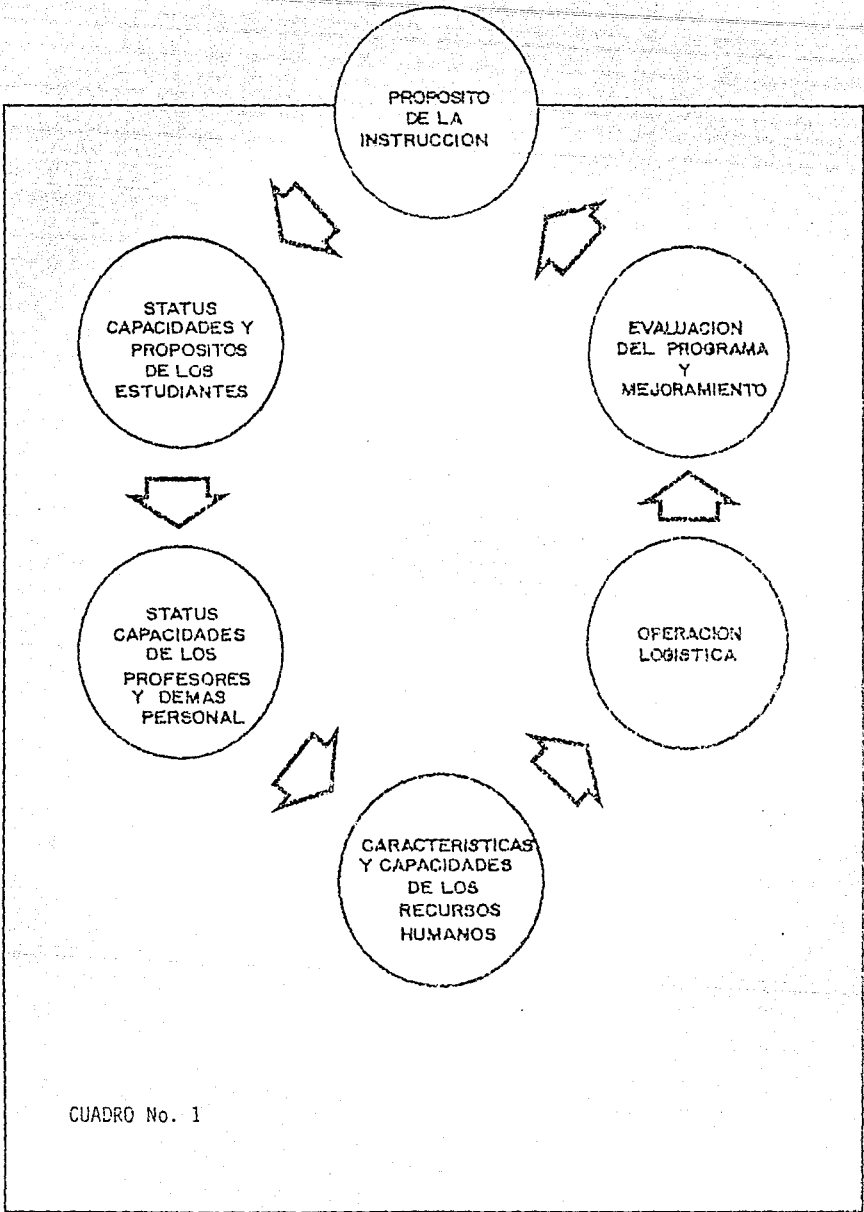 PROPOSITO
DE LA
INSTRUCCION
STATUS
CAPACIDADES Y
PROPOSITOS
DE LOS
ESTUDIANTES
EVALUACION
DEL PROGRAMA
Y
MEJORAMIENTO
STATUS
CAPACIDADES
DE LOS
PROFESORES
Y DEMAS
PERSONAL
OPERACION
LOGISTICA
CARACTERISTICAS
Y CAPACIDADES
DE LOS
RECURSOS
HUMANOS
CUADRO No. 1